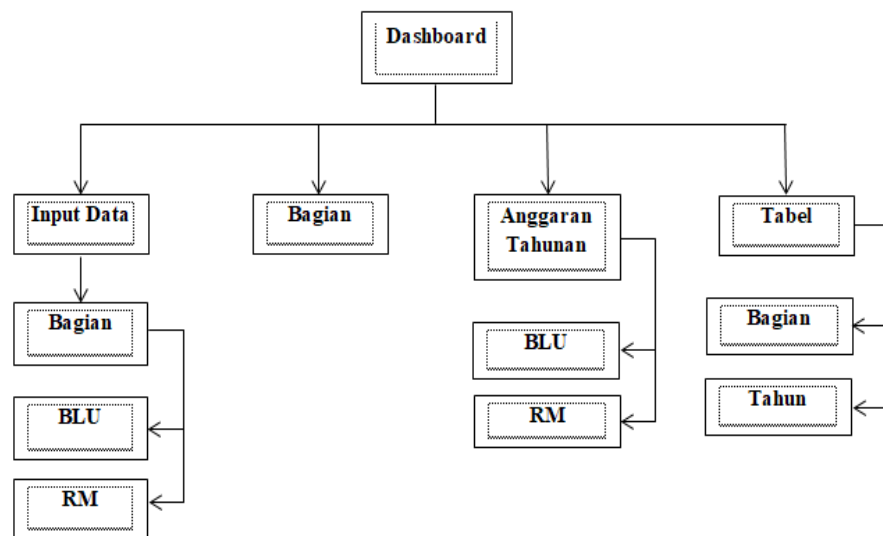 Dashboard
Input Data
Bagian
Anggaran
Tahunan
Tabel
Bagian
BLU
Bagian
BLU
RM
Tahun
RM